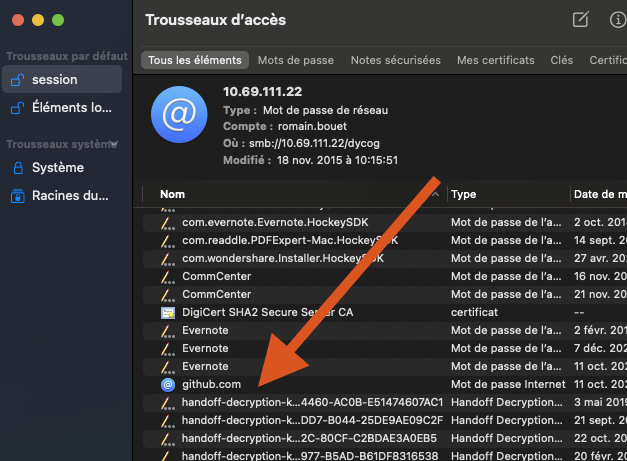 Trousseaux d'accès
Trousseaux par défaut
session
Éléments lo...
Trousseaux système
Système
Racines du...
Tous les éléments
Mots de passe
Notes sécurisées
Mes certificats
Clés
Certific
10.69.111.22
Type : Mot de passe de réseau
Compte : romain.bouet
Où : smb://10.69.111.22/dycog
Modifié : 18 nov. 2015 à 10:15:51
Nom Type Date de m
com.evernote.Evernote.HockeySDK Mot de passe de l'a... 2 oct. 201
com.readdle.PDFExpert-Mac.HockeySDK Mot de passe de l'a... 14 sept. 2
com.wondershare.Installer.HockeySDK Mot de passe de l'a... 27 avr. 202
CommCenter Mot de passe de l'a... 16 nov. 20
CommCenter Mot de passe de l'a... 21 nov. 20
DigiCert SHA2 Secure Server CA certificat --
Evernote Mot de passe de l'a... 2 févr. 201
Evernote Mot de passe de l'a... 7 déc. 202
Evernote Mot de passe de l'a... 11 oct. 202
github.com Mot de passe Internet 11 oct. 202
handoff-decryption-k...4460-AC0B-E51474607AC1 Handoff Decryption... 3 mai 2019
handoff-decryption-k...DD7-B044-25DE9AE09C2F Handoff Decryption... 9 oct. 202
handoff-decryption-k...2C-80CF-C2BDAE3A0EB5 Handoff Decryption... 22 oct. 20
handoff-decryption-k...977-B5AD-B61DF8316538 Handoff Decryption... 11 oct. 202